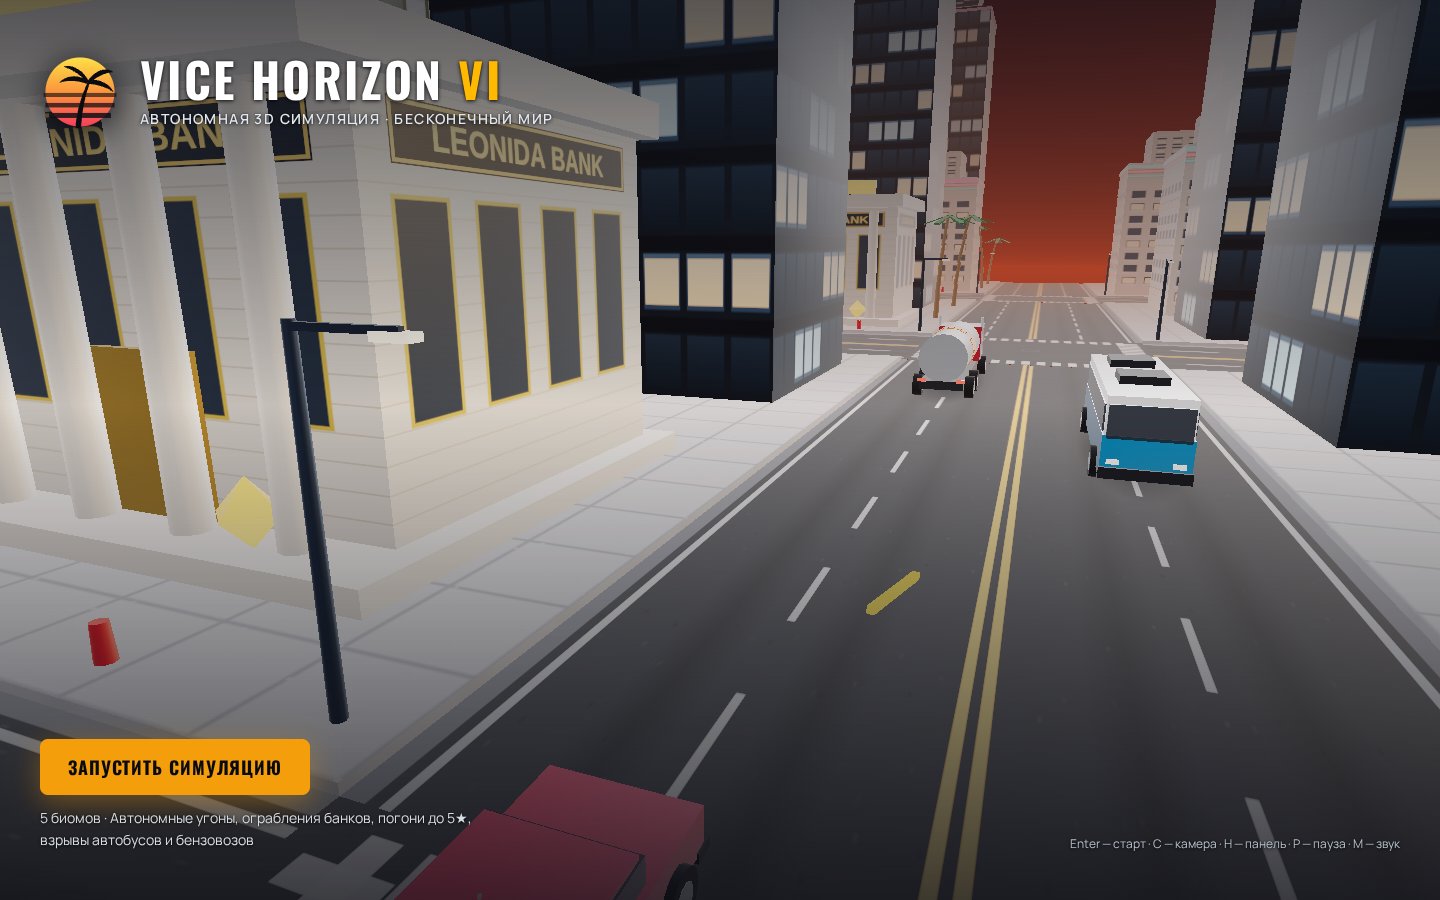 VICE HORIZON VI
АВТОНОМНАЯ 3D СИМУЛЯЦИЯ · БЕСКОНЕЧНЫЙ МИР
BANK
LEONIDA BANK
ЗАПУСТИТЬ СИМУЛЯЦИЮ
5 биомов · Автономные угоны, ограбления банков, погони до 5★,
взрывы автобусов и бензовозов
Enter — старт · C — камера · H — панель · P — пауза · M — звук